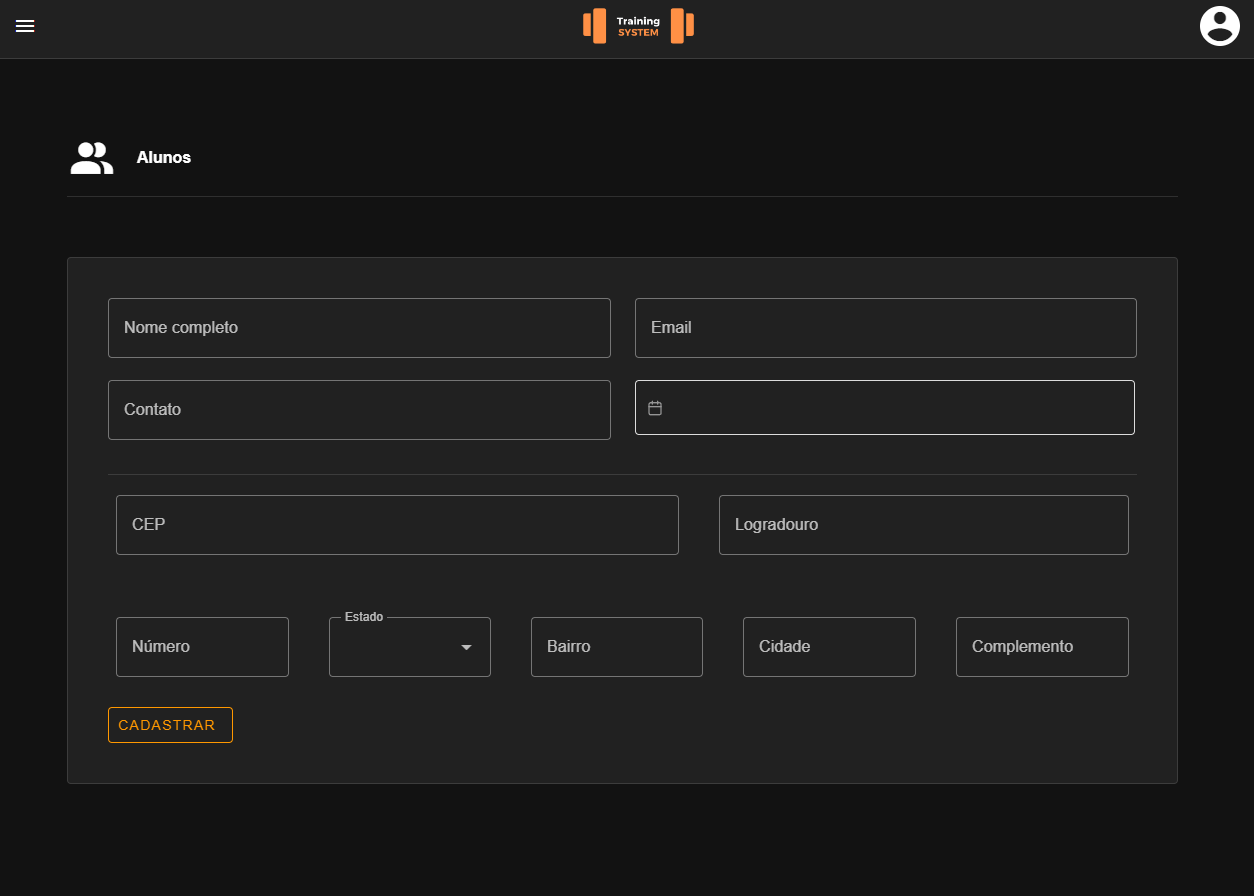 Training
SYSTEM
Alunos
Nome completo
Email
Contato
CEP
Logradouro
Número
Estado
Bairro
Cidade
Complemento
CADASTRAR